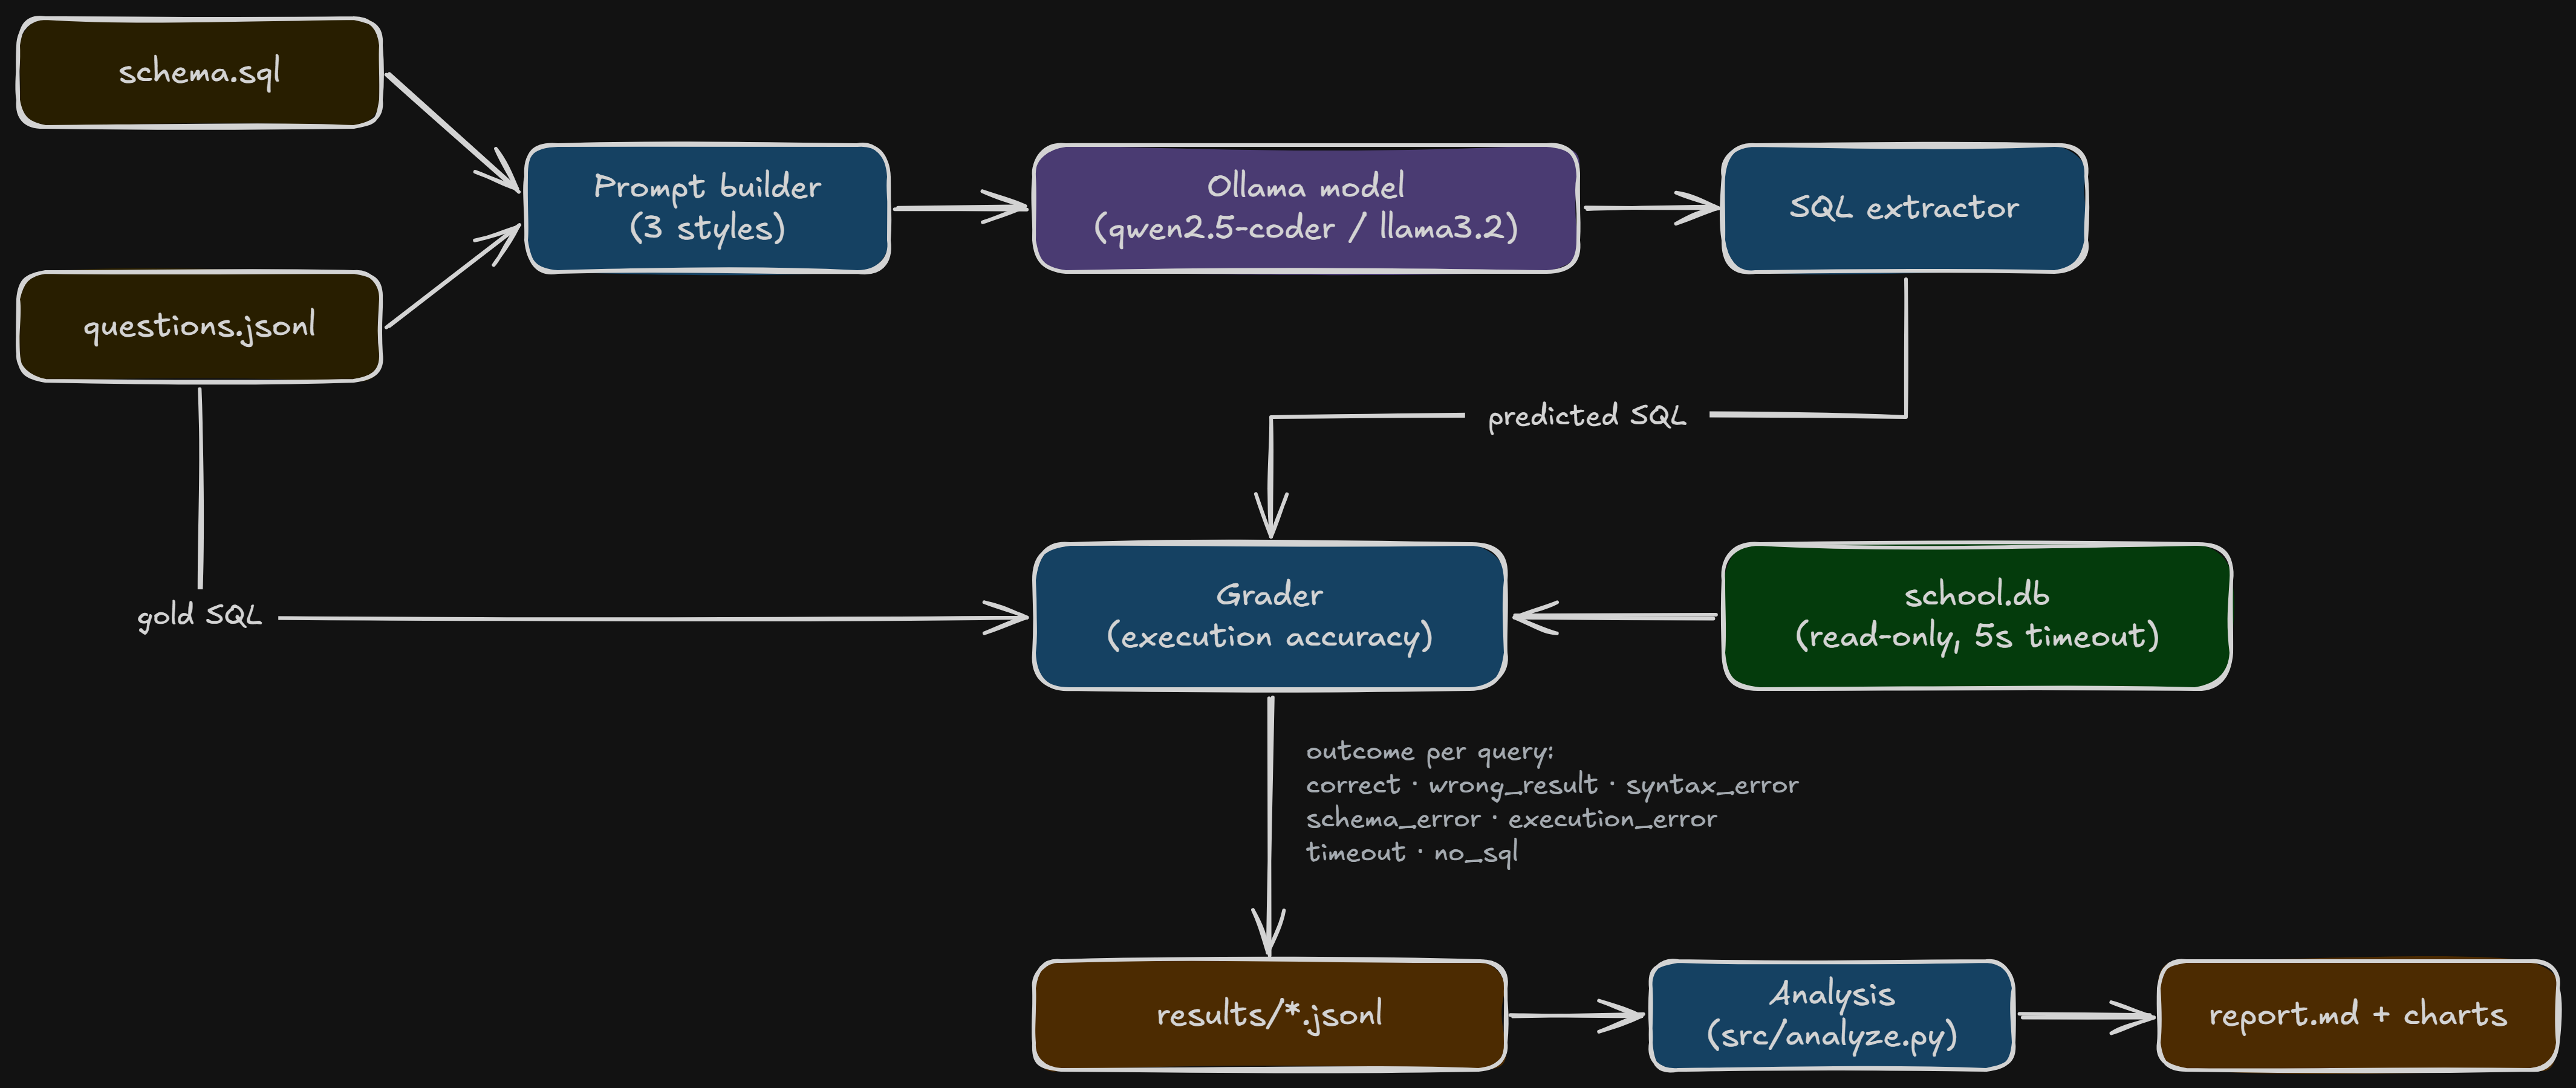 schema.sql
questions.jsonl
Prompt builder
(3 styles)
Ollama model
(qwen2.5-coder / llama3.2)
SQL extractor
predicted SQL
gold SQL
Grader
(execution accuracy)
school.db
(read-only, 5s timeout)
outcome per query:
correct · wrong_result · syntax_error
schema_error · execution_error
timeout · no_sql
results/*.jsonl
Analysis
(src/analyze.py)
report.md + charts